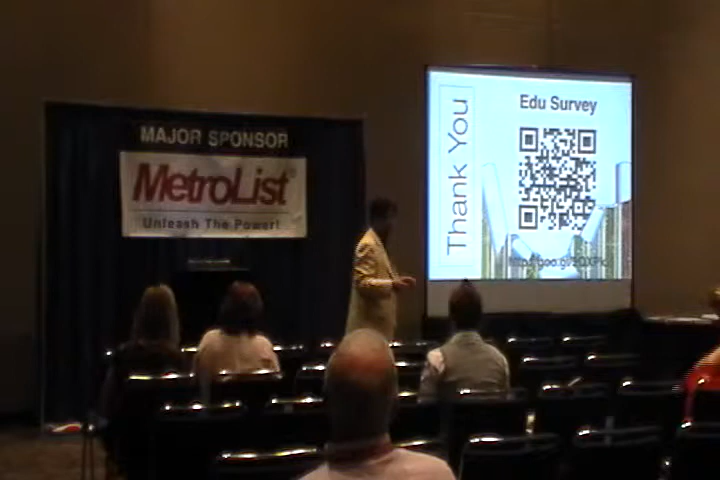 MAJOR SPONSOR
MetroList®
Unleash The Power!
Thank You
Edu Survey